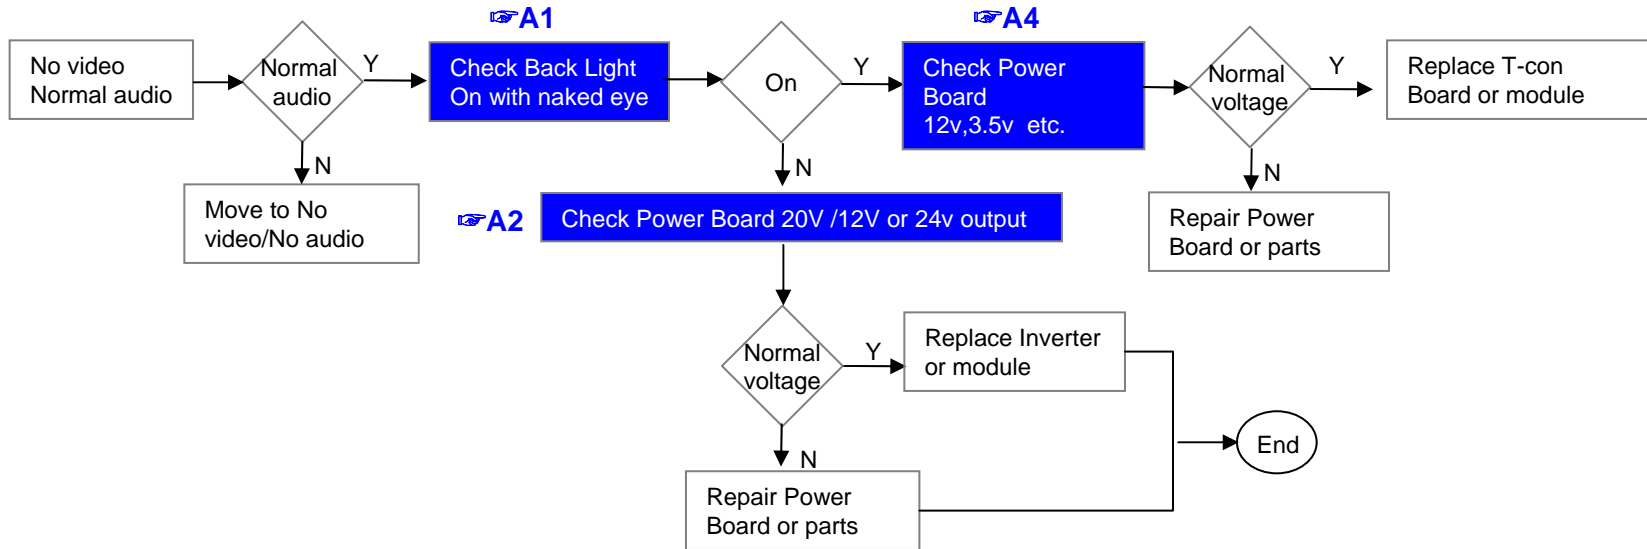 ☞A1
☞A4
No video
Normal audio
Normal
audio
Y
Check Back Light
On with naked eye
On
Y
Check Power
Board
12v,3.5v etc.
Normal
voltage
Y
Replace T-con
Board or module
N
Move to No
video/No audio
N
☞A2
Check Power Board 20V /12V or 24v output
N
Repair Power
Board or parts
Normal
voltage
Y
Replace Inverter
or module
End
N
Repair Power
Board or parts